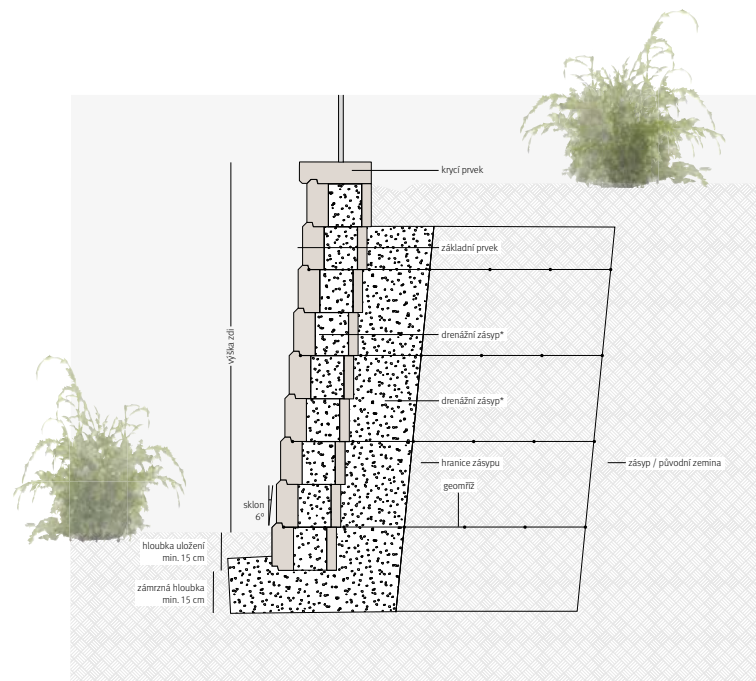 krycí prvek
základní prvek
výška zdi
drenážní zásyp*
drenážní zásyp*
hranice zásypu
zásyp / původní zemina
geomříž
sklon
6°
hloubka uložení
min. 15 cm
zámrzná hloubka
min. 15 cm